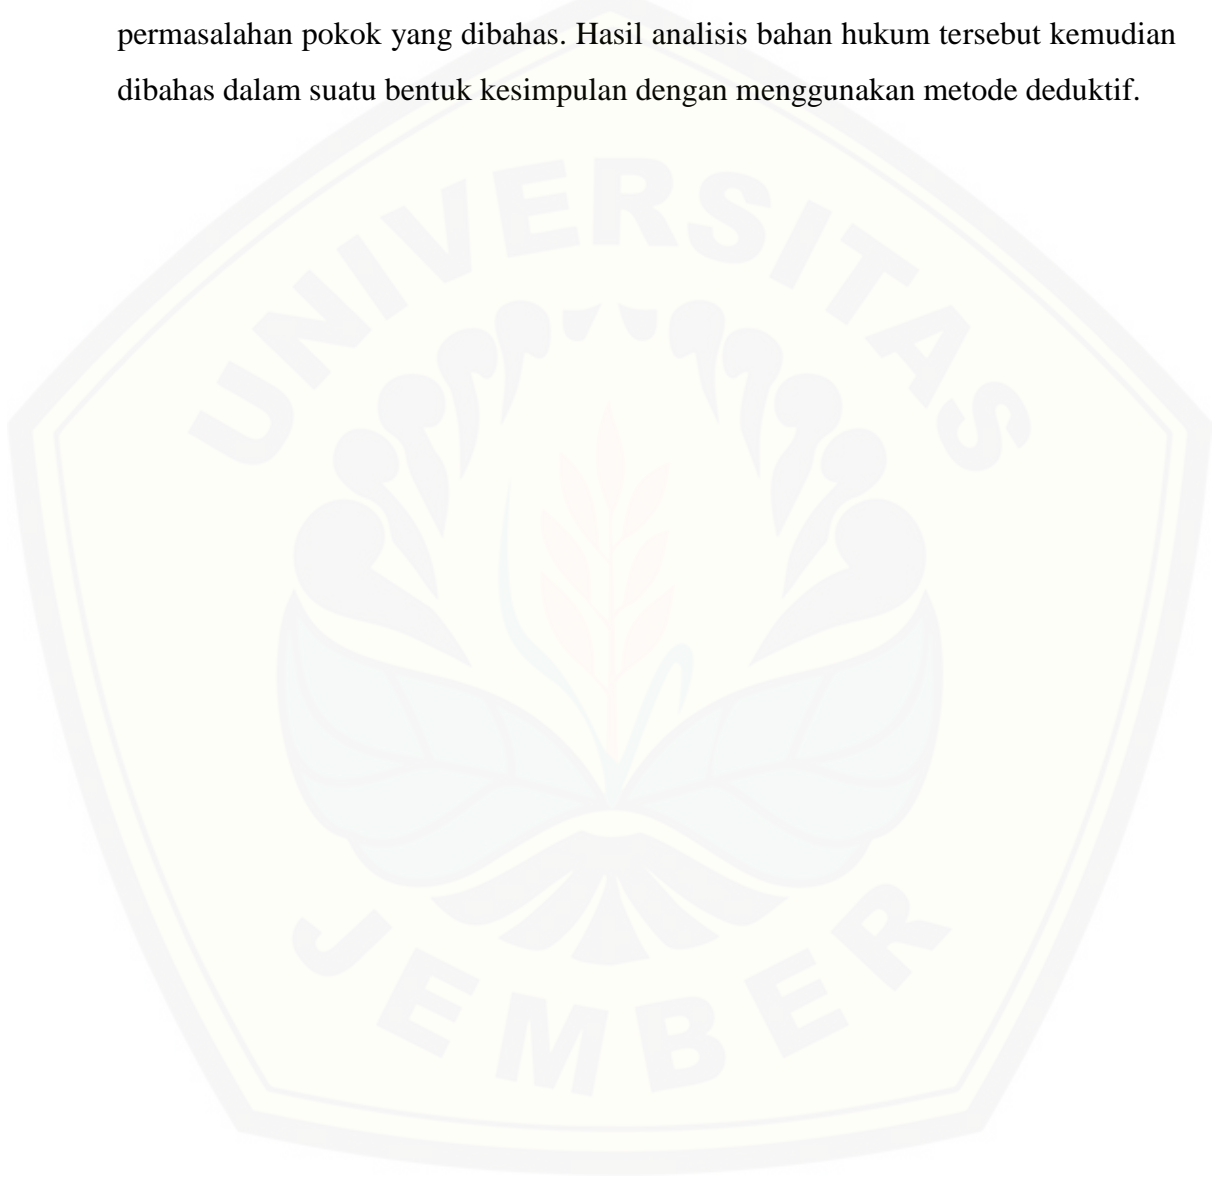 permasalahan pokok yang dibahas. Hasil analisis bahan hukum tersebut kemudian
dibahas dalam suatu bentuk kesimpulan dengan menggunakan metode deduktif.
UNIVERSITAS
JEMBER